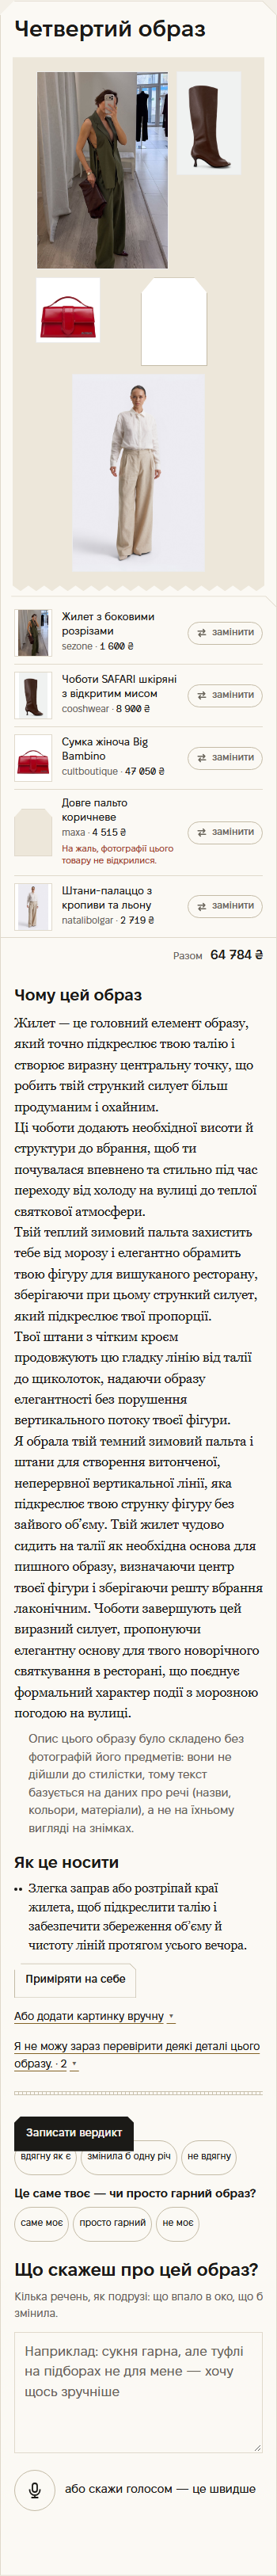 Четвертий образ
Жилет з боковими
розрізами
sezone · 1 600 ₴
замінити
Чоботи SAFARI шкіряні
з відкритим мисом
cooshwear · 8 900 ₴
замінити
Сумка жіноча Big
Bambino
cultboutique · 47 050 ₴
замінити
Довге пальто
коричневе
maxa · 4 515 ₴
На жаль, фотографії цього
товару не відкрилися.
замінити
Штани-палаццо з
кропиви та льону
natalibolgar · 2 719 ₴
замінити
Разом 64 784 ₴
Чому цей образ
Жилет — це головний елемент образу,
який точно підкреслює твою талію і
створює виразну центральну точку, що
робить твій стрункий силует більш
продуманим і охайним.
Ці чоботи додають необхідної висоти й
структури до вбрання, щоб ти
почувалася впевнено та стильно під час
переходу від холоду на вулиці до теплої
святкової атмосфери.
Твій теплий зимовий пальта захистить
тебе від морозу і елегантно обрамить
твою фігуру для вишуканого ресторану,
зберігаючи при цьому стрункий силует,
який підкреслює твої пропорції.
Твої штани з чітким кроєм
продовжують цю гладку лінію від талії
до щиколоток, надаючи образу
елегантності без порушення
вертикального потоку твоєї фігури.
Я обрала твій темний зимовий пальта і
штани для створення витонченої,
неперервної вертикальної лінії, яка
підкреслює твою струнку фігуру без
зайвого об’єму. Твій жилет чудово
сидить на талії як необхідна основа для
пишного образу, визначаючи центр
твоєї фігури і зберігаючи решту вбрання
лаконічним. Чоботи завершують цей
виразний силует, пропонуючи
елегантну основу для твого новорічного
святкування в ресторані, що поєднує
формальний характер події з морозною
погодою на вулиці.
Опис цього образу було складено без
фотографій його предметів: вони не
дійшли до стилістки, тому текст
базується на даних про речі (назви,
кольори, матеріали), а не на їхньому
вигляді на знімках.
Як це носити
Злегка заправ або розтріпай краї
жилета, щоб підкреслити талію і
забезпечити збереження об’єму й
чистоту ліній протягом усього вечора.
Приміряти на себе
Або додати картинку вручну
Я не можу зараз перевірити деякі деталі цього
образу. · 2
Записати вердикт
вдягну як є
змінила б одну річ
не вдягну
Це саме твоє — чи просто гарний образ?
саме моє
просто гарний
не моє
Що скажеш про цей образ?
Кілька речень, як подрузі: що впало в око, що б
змінила.
Наприклад: сукня гарна, але туфлі
на підборах не для мене — хочу
щось зручніше
або скажи голосом — це швидше